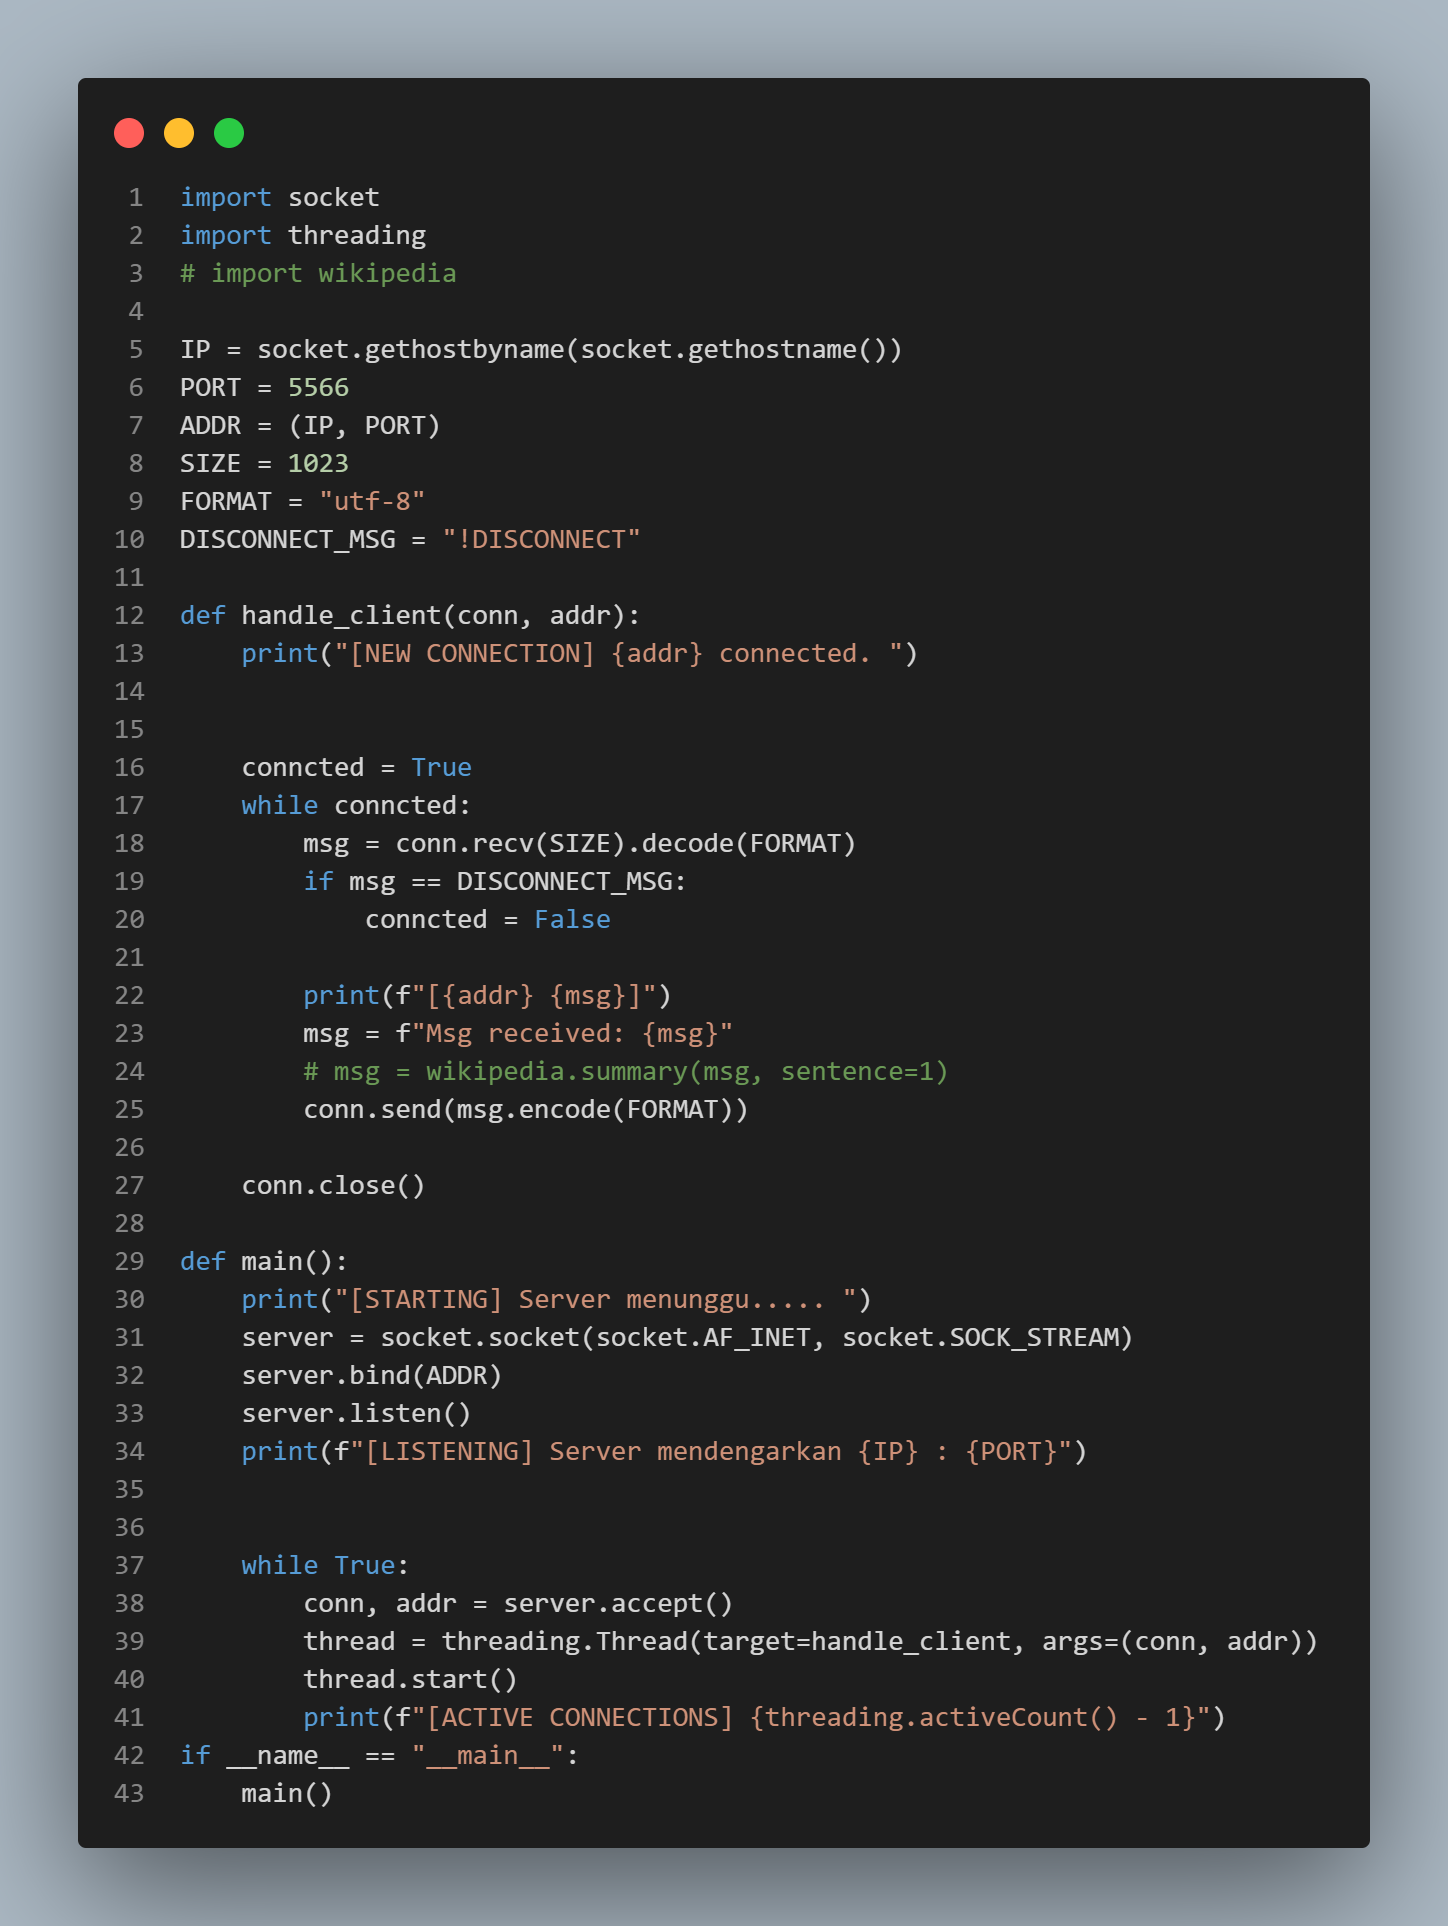 1 import socket
2 import threading
3 # import wikipedia
4
5 IP = socket.gethostbyname(socket.gethostname())
6 PORT = 5566
7 ADDR = (IP, PORT)
8 SIZE = 1023
9 FORMAT = "utf-8"
10 DISCONNECT_MSG = "!DISCONNECT"
11
12 def handle_client(conn, addr):
13     print("[NEW CONNECTION] {addr} connected. ")
14
15
16     conncted = True
17     while conncted:
18         msg = conn.recv(SIZE).decode(FORMAT)
19         if msg == DISCONNECT_MSG:
20             conncted = False
21
22         print(f"[{addr} {msg}]")
23         msg = f"Msg received: {msg}"
24         # msg = wikipedia.summary(msg, sentence=1)
25         conn.send(msg.encode(FORMAT))
26
27     conn.close()
28
29 def main():
30     print("[STARTING] Server menunggu..... ")
31     server = socket.socket(socket.AF_INET, socket.SOCK_STREAM)
32     server.bind(ADDR)
33     server.listen()
34     print(f"[LISTENING] Server mendengarkan {IP} : {PORT}")
35
36
37     while True:
38         conn, addr = server.accept()
39         thread = threading.Thread(target=handle_client, args=(conn, addr))
40         thread.start()
41         print(f"[ACTIVE CONNECTIONS] {threading.activeCount() - 1}")
42 if __name__ == "__main__":
43     main()